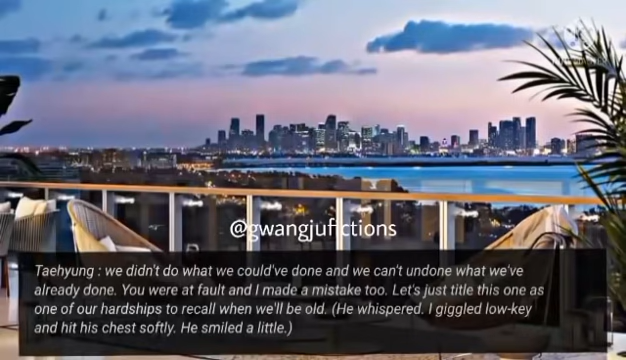 @gwangjufictions
Taehyung : we didn't do what we could've done and we can't undone what we've
already done. You were at fault and I made a mistake too. Let's just title this one as
one of our hardships to recall when we'll be old. (He whispered. I giggled low-key
and hit his chest softly. He smiled a little.)